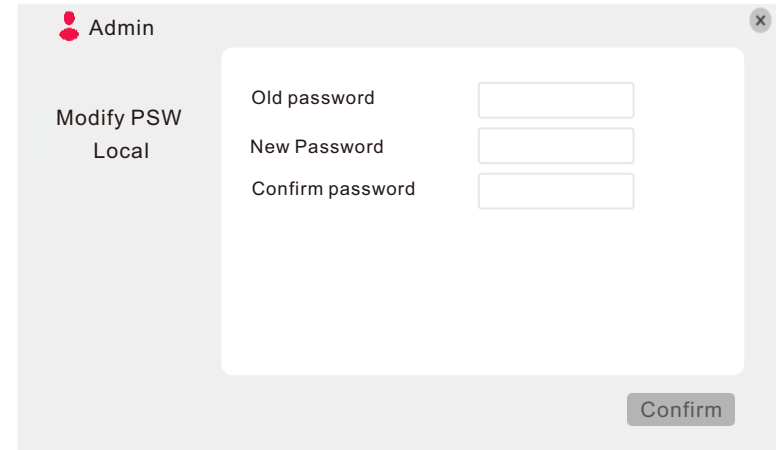 Admin
Modify PSW
Local
Old password
New Password
Confirm password
Confirm